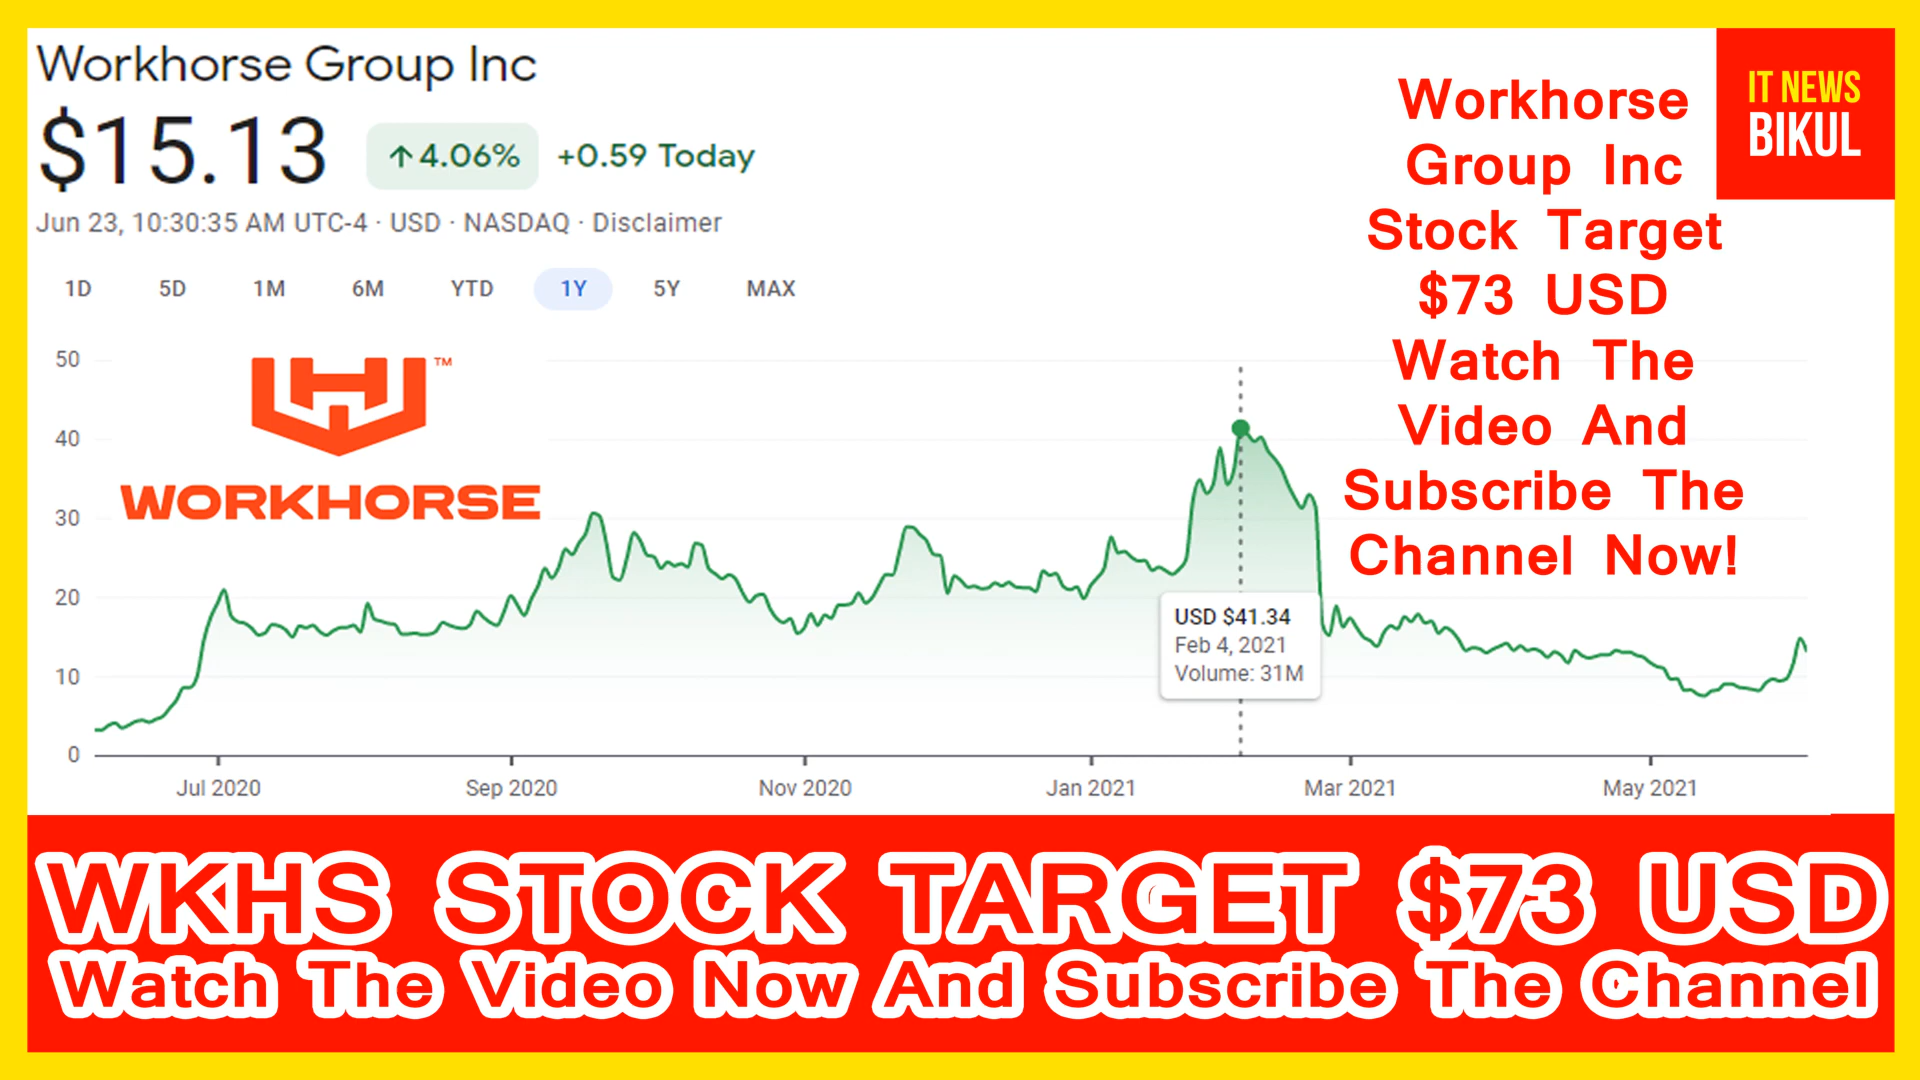 Workhorse Group Inc
$15.13 ↑4.06% +0.59 Today
Jun 23, 10:30:35 AM UTC-4 · USD · NASDAQ · Disclaimer
1D 5D 1M 6M YTD 1Y 5Y MAX
IT NEWS
BIKUL
Workhorse
Group Inc
Stock Target
$73 USD
Watch The
Video And
Subscribe The
Channel Now!
™
WORKHORSE
50
40
30
20
10
0
USD $41.34
Feb 4, 2021
Volume: 31M
Jul 2020 Sep 2020 Nov 2020 Jan 2021 Mar 2021 May 2021
WKHS STOCK TARGET $73 USD
Watch The Video Now And Subscribe The Channel